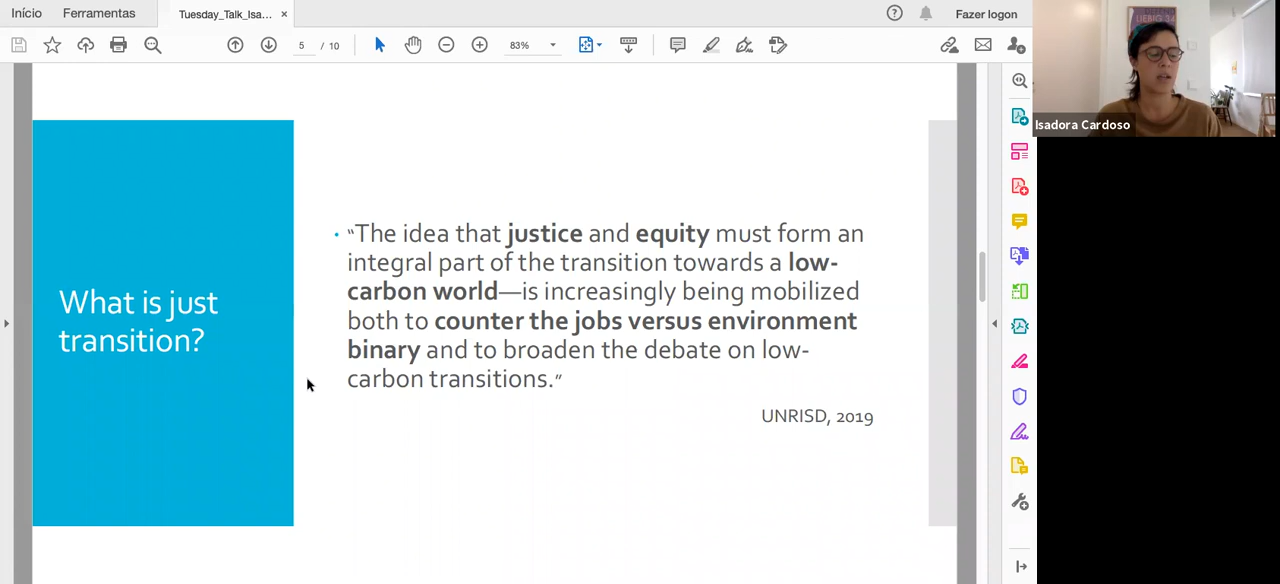 Início Ferramentas Tuesday_Talk_Isa... × Fazer logon
5 / 10 83%
LIEBIG 34
Isadora Cardoso
What is just
transition?
• “The idea that justice and equity must form an
integral part of the transition towards a low-
carbon world—is increasingly being mobilized
both to counter the jobs versus environment
binary and to broaden the debate on low-
carbon transitions.”
UNRISD, 2019